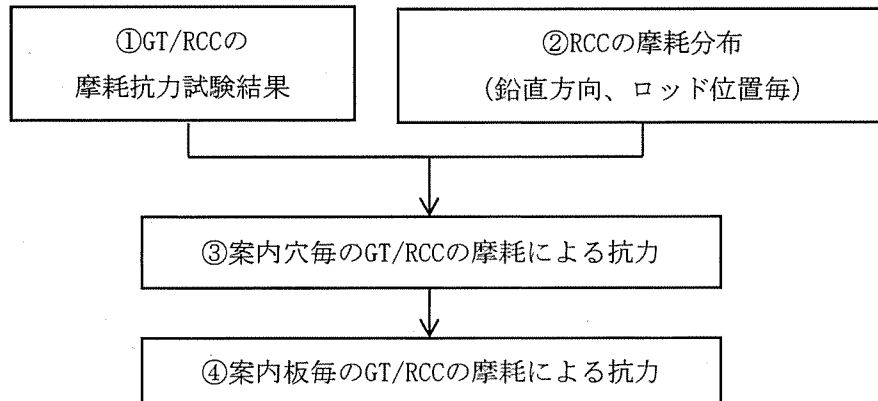 ①GT/RCCの
摩耗抗力試験結果
②RCCの摩耗分布
(鉛直方向、ロッド位置毎)
③案内穴毎のGT/RCCの摩耗による抗力
④案内板毎のGT/RCCの摩耗による抗力